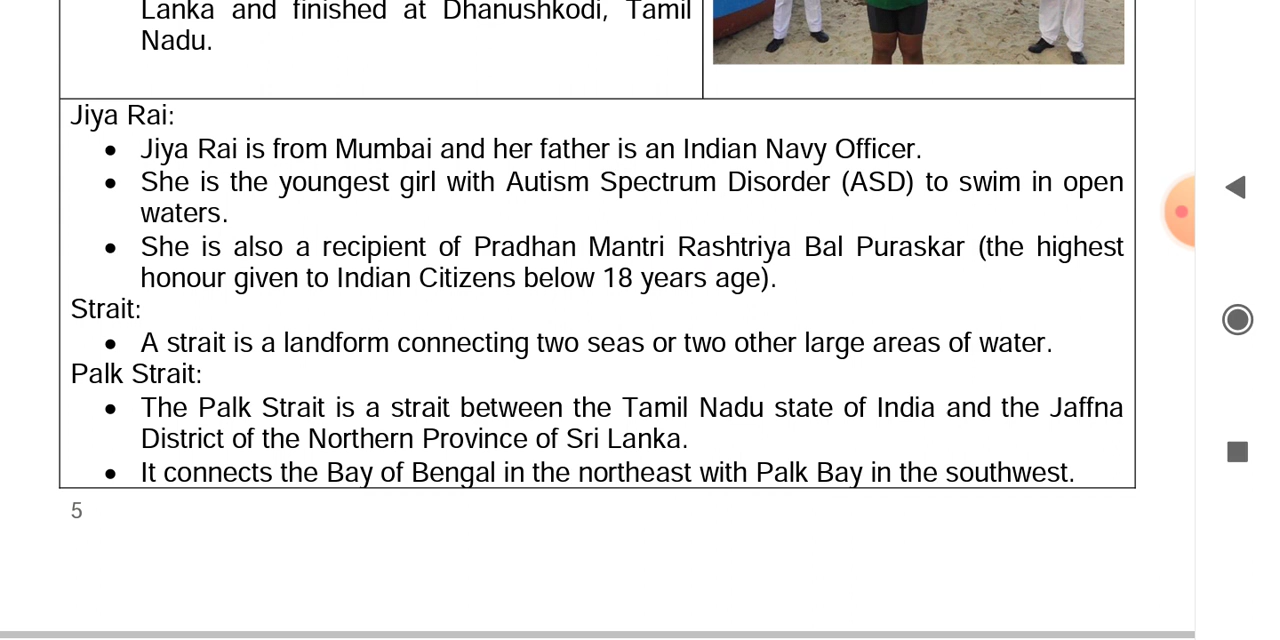 Lanka and finished at Dhanushkodi, Tamil
Nadu.
Jiya Rai:
• Jiya Rai is from Mumbai and her father is an Indian Navy Officer.
• She is the youngest girl with Autism Spectrum Disorder (ASD) to swim in open
waters.
• She is also a recipient of Pradhan Mantri Rashtriya Bal Puraskar (the highest
honour given to Indian Citizens below 18 years age).
Strait:
• A strait is a landform connecting two seas or two other large areas of water.
Palk Strait:
• The Palk Strait is a strait between the Tamil Nadu state of India and the Jaffna
District of the Northern Province of Sri Lanka.
• It connects the Bay of Bengal in the northeast with Palk Bay in the southwest.
5